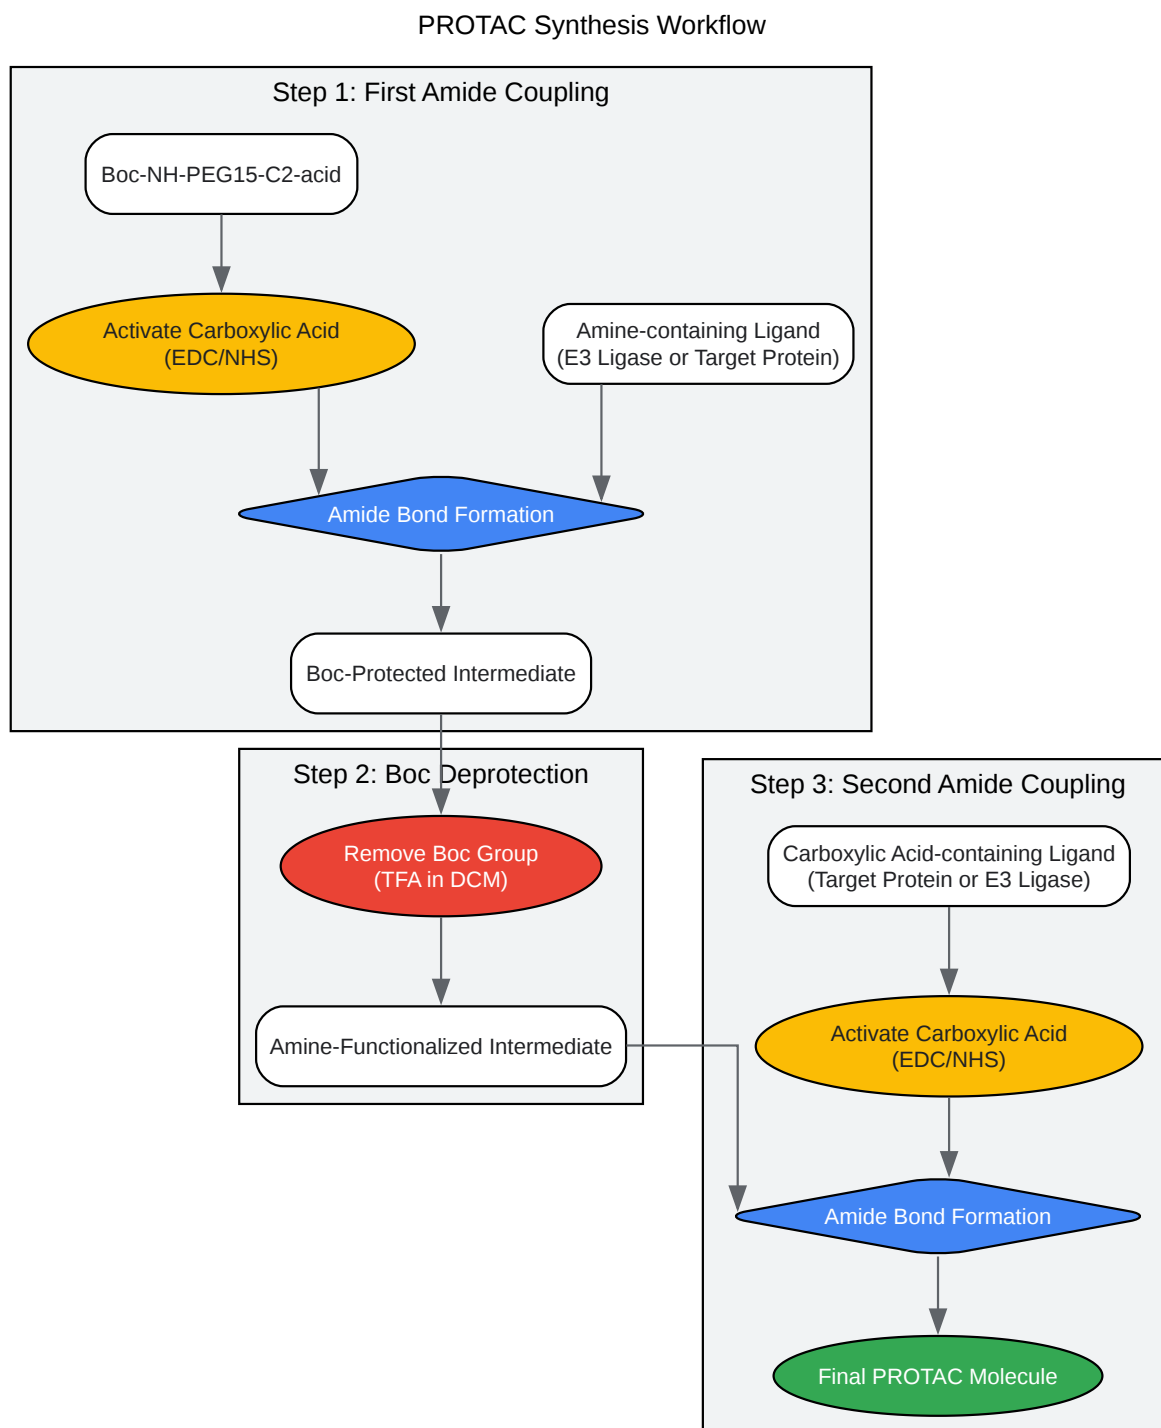 PROTAC Synthesis Workflow
Step 1: First Amide Coupling
Boc-NH-PEG15-C2-acid
Activate Carboxylic Acid
(EDC/NHS)
Amine-containing Ligand
(E3 Ligase or Target Protein)
Amide Bond Formation
Boc-Protected Intermediate
Step 2: Boc Deprotection
Remove Boc Group
(TFA in DCM)
Amine-Functionalized Intermediate
Step 3: Second Amide Coupling
Carboxylic Acid-containing Ligand
(Target Protein or E3 Ligase)
Activate Carboxylic Acid
(EDC/NHS)
Amide Bond Formation
Final PROTAC Molecule